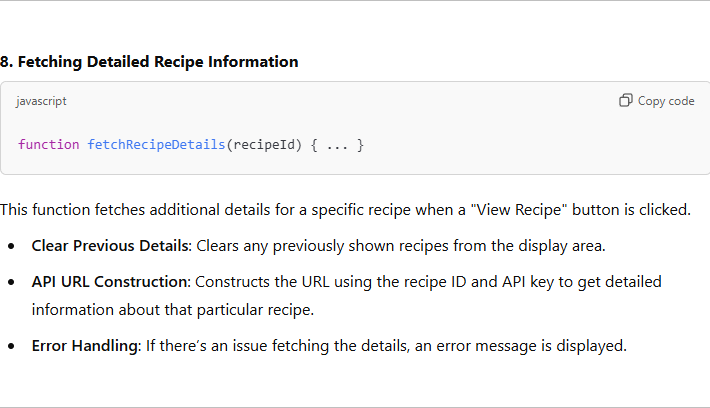 8. Fetching Detailed Recipe Information
javascript
Copy code
function fetchRecipeDetails(recipeId) { ... }
This function fetches additional details for a specific recipe when a "View Recipe" button is clicked.
• Clear Previous Details: Clears any previously shown recipes from the display area.
• API URL Construction: Constructs the URL using the recipe ID and API key to get detailed
information about that particular recipe.
• Error Handling: If there's an issue fetching the details, an error message is displayed.